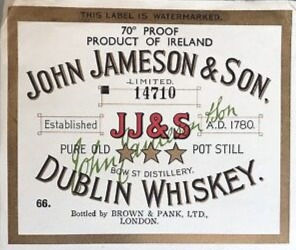 THIS LABEL IS WATERMARKED.
70° PROOF
PRODUCT OF IRELAND
JOHN JAMESON & SON.
LIMITED.
14710
Established JJ&S A.D. 1780.
John Jameson & Son
PURE OLD POT STILL
BOW ST DISTILLERY.
DUBLIN WHISKEY.
66.
Bottled by BROWN & PANK, LTD.,
LONDON.